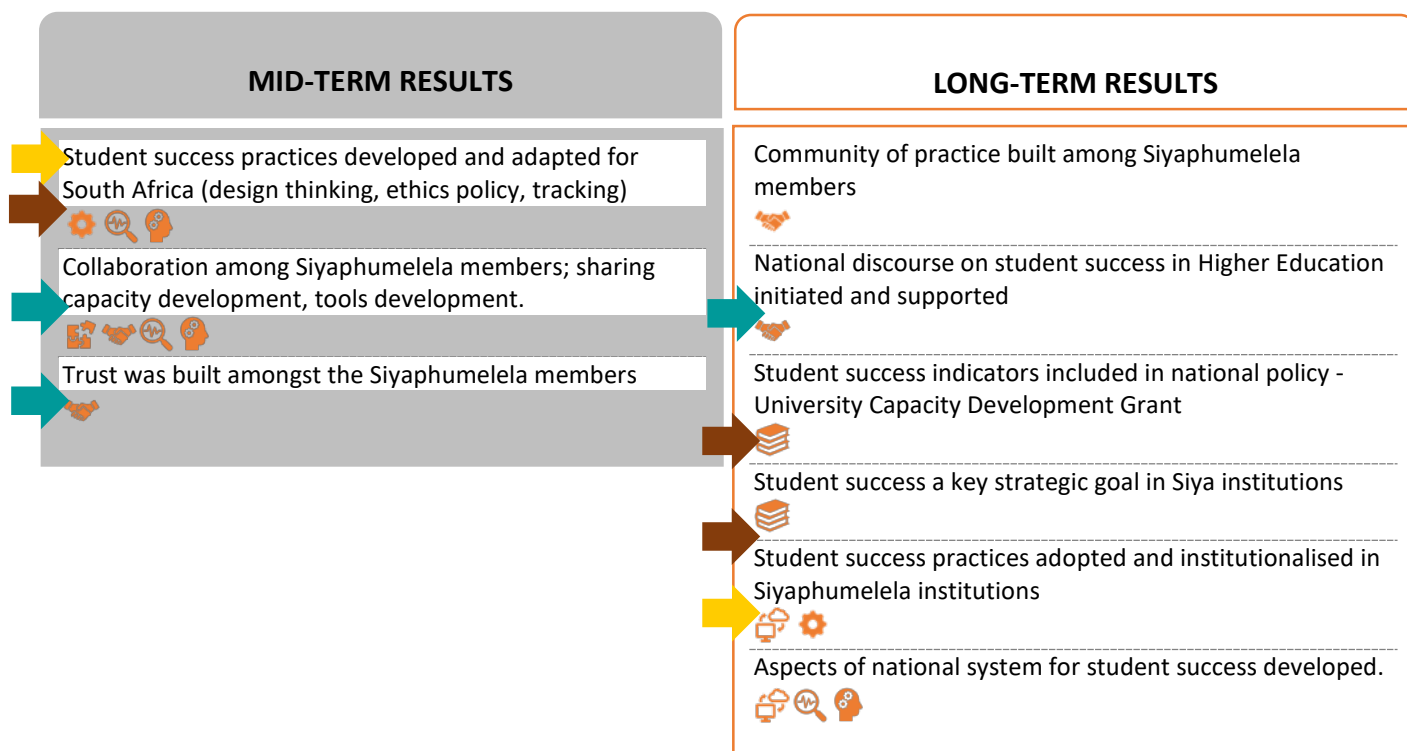 MID-TERM RESULTS
Student success practices developed and adapted for
South Africa (design thinking, ethics policy, tracking)
Collaboration among Siyaphumelela members; sharing
capacity development, tools development.
Trust was built amongst the Siyaphumelela members
LONG-TERM RESULTS
Community of practice built among Siyaphumelela
members
National discourse on student success in Higher Education
initiated and supported
Student success indicators included in national policy -
University Capacity Development Grant
Student success a key strategic goal in Siya institutions
Student success practices adopted and institutionalised in
Siyaphumelela institutions
Aspects of national system for student success developed.